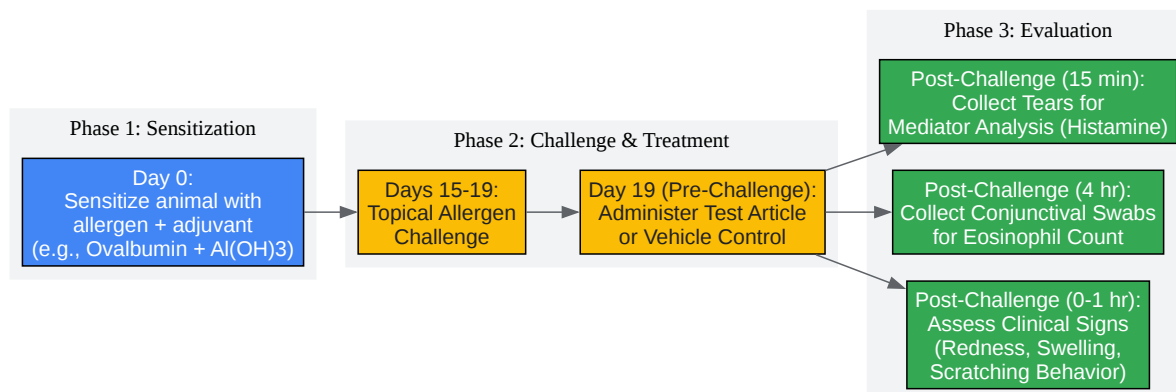 Phase 1: Sensitization
Day 0:
Sensitize animal with
allergen + adjuvant
(e.g., Ovalbumin + Al(OH)3)
Phase 2: Challenge & Treatment
Days 15-19:
Topical Allergen
Challenge
Day 19 (Pre-Challenge):
Administer Test Article
or Vehicle Control
Phase 3: Evaluation
Post-Challenge (15 min):
Collect Tears for
Mediator Analysis (Histamine)
Post-Challenge (4 hr):
Collect Conjunctival Swabs
for Eosinophil Count
Post-Challenge (0-1 hr):
Assess Clinical Signs
(Redness, Swelling,
Scratching Behavior)